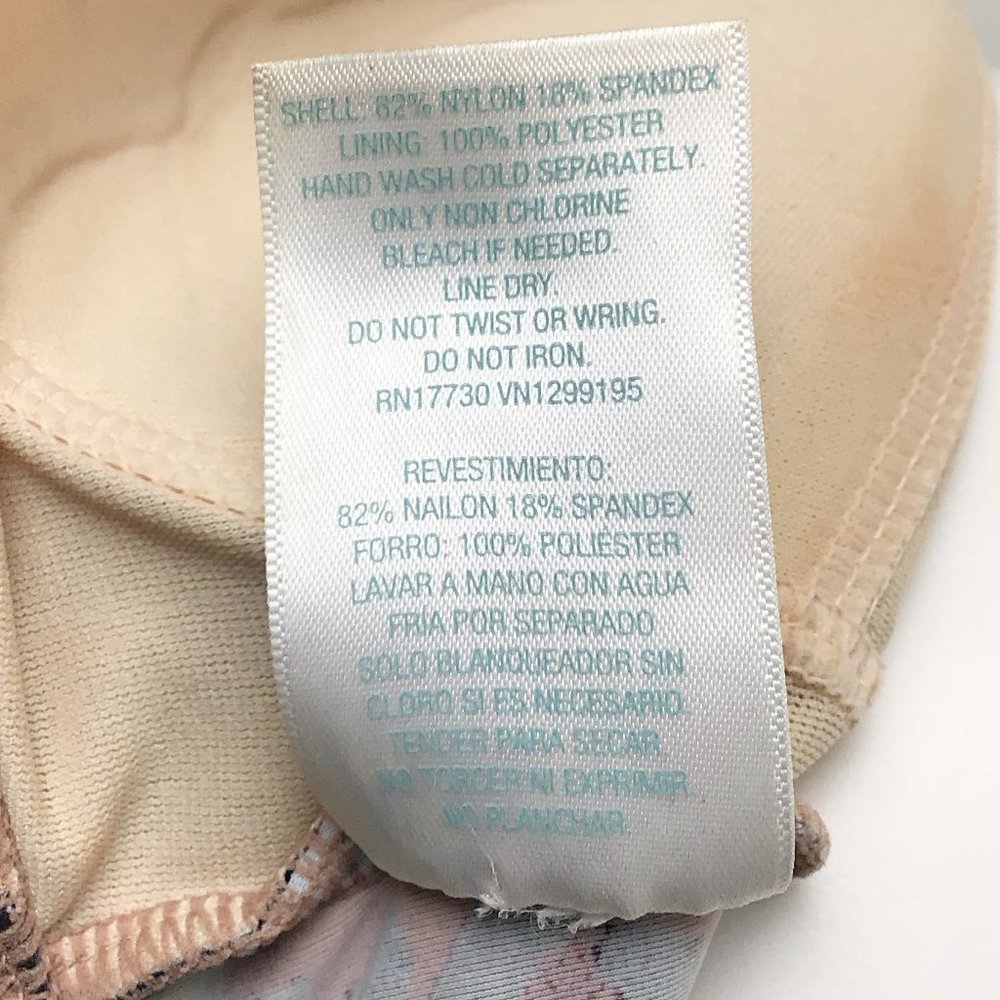 SHELL: 82% NYLON 18% SPANDEX
LINING: 100% POLYESTER
HAND WASH COLD SEPARATELY.
ONLY NON CHLORINE
BLEACH IF NEEDED.
LINE DRY.
DO NOT TWIST OR WRING.
DO NOT IRON.
RN17730 VN1299195
REVESTIMIENTO:
82% NAILON 18% SPANDEX
FORRO: 100% POLIESTER
LAVAR A MANO CON AGUA
FRÍA POR SEPARADO
SOLO BLANQUEADOR SIN
CLORO SI ES NECESARIO
TENDER PARA SECAR
NO TORCER NI EXPRIMIR
NO PLANCHAR.